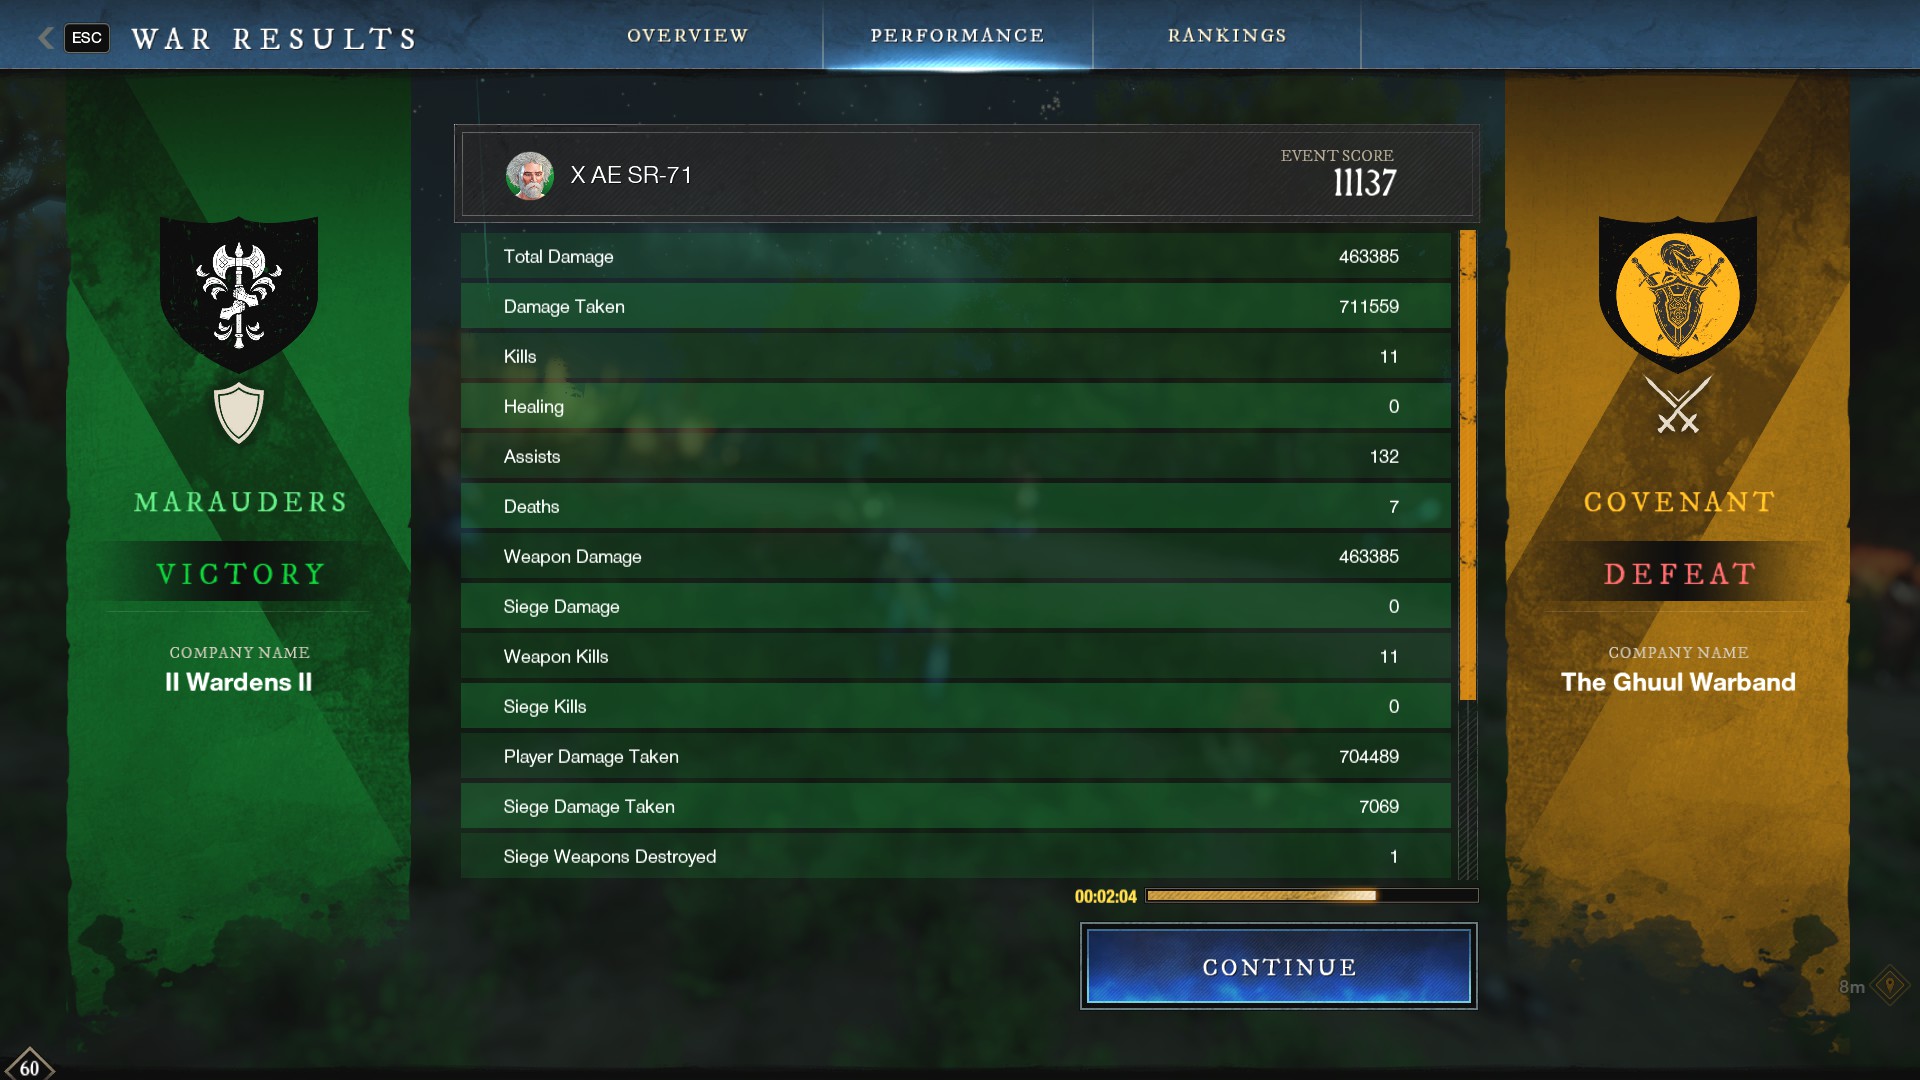 ESC WAR RESULTS OVERVIEW PERFORMANCE RANKINGS
X AE SR-71
EVENT SCORE
11137
Total Damage 463385
Damage Taken 711559
Kills 11
Healing 0
Assists 132
Deaths 7
Weapon Damage 463385
Siege Damage 0
Weapon Kills 11
Siege Kills 0
Player Damage Taken 704489
Siege Damage Taken 7069
Siege Weapons Destroyed 1
MARAUDERS
VICTORY
COMPANY NAME
II Wardens II
COVENANT
DEFEAT
COMPANY NAME
The Ghuul Warband
00:02:04
CONTINUE
8m
60